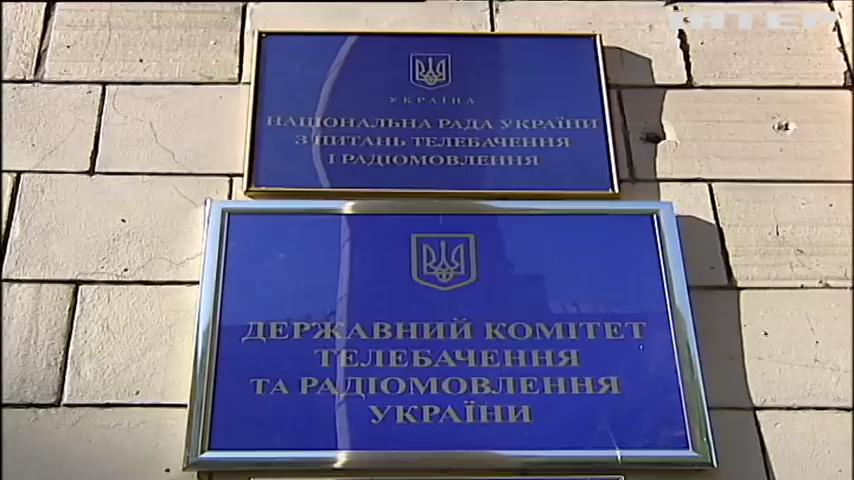 ІНТЕР
УКРАЇНА
НАЦІОНАЛЬНА РАДА УКРАЇНИ
З ПИТАНЬ ТЕЛЕБАЧЕННЯ
І РАДІОМОВЛЕННЯ
ДЕРЖАВНИЙ КОМІТЕТ
ТЕЛЕБАЧЕННЯ
ТА РАДІОМОВЛЕННЯ
УКРАЇНИ